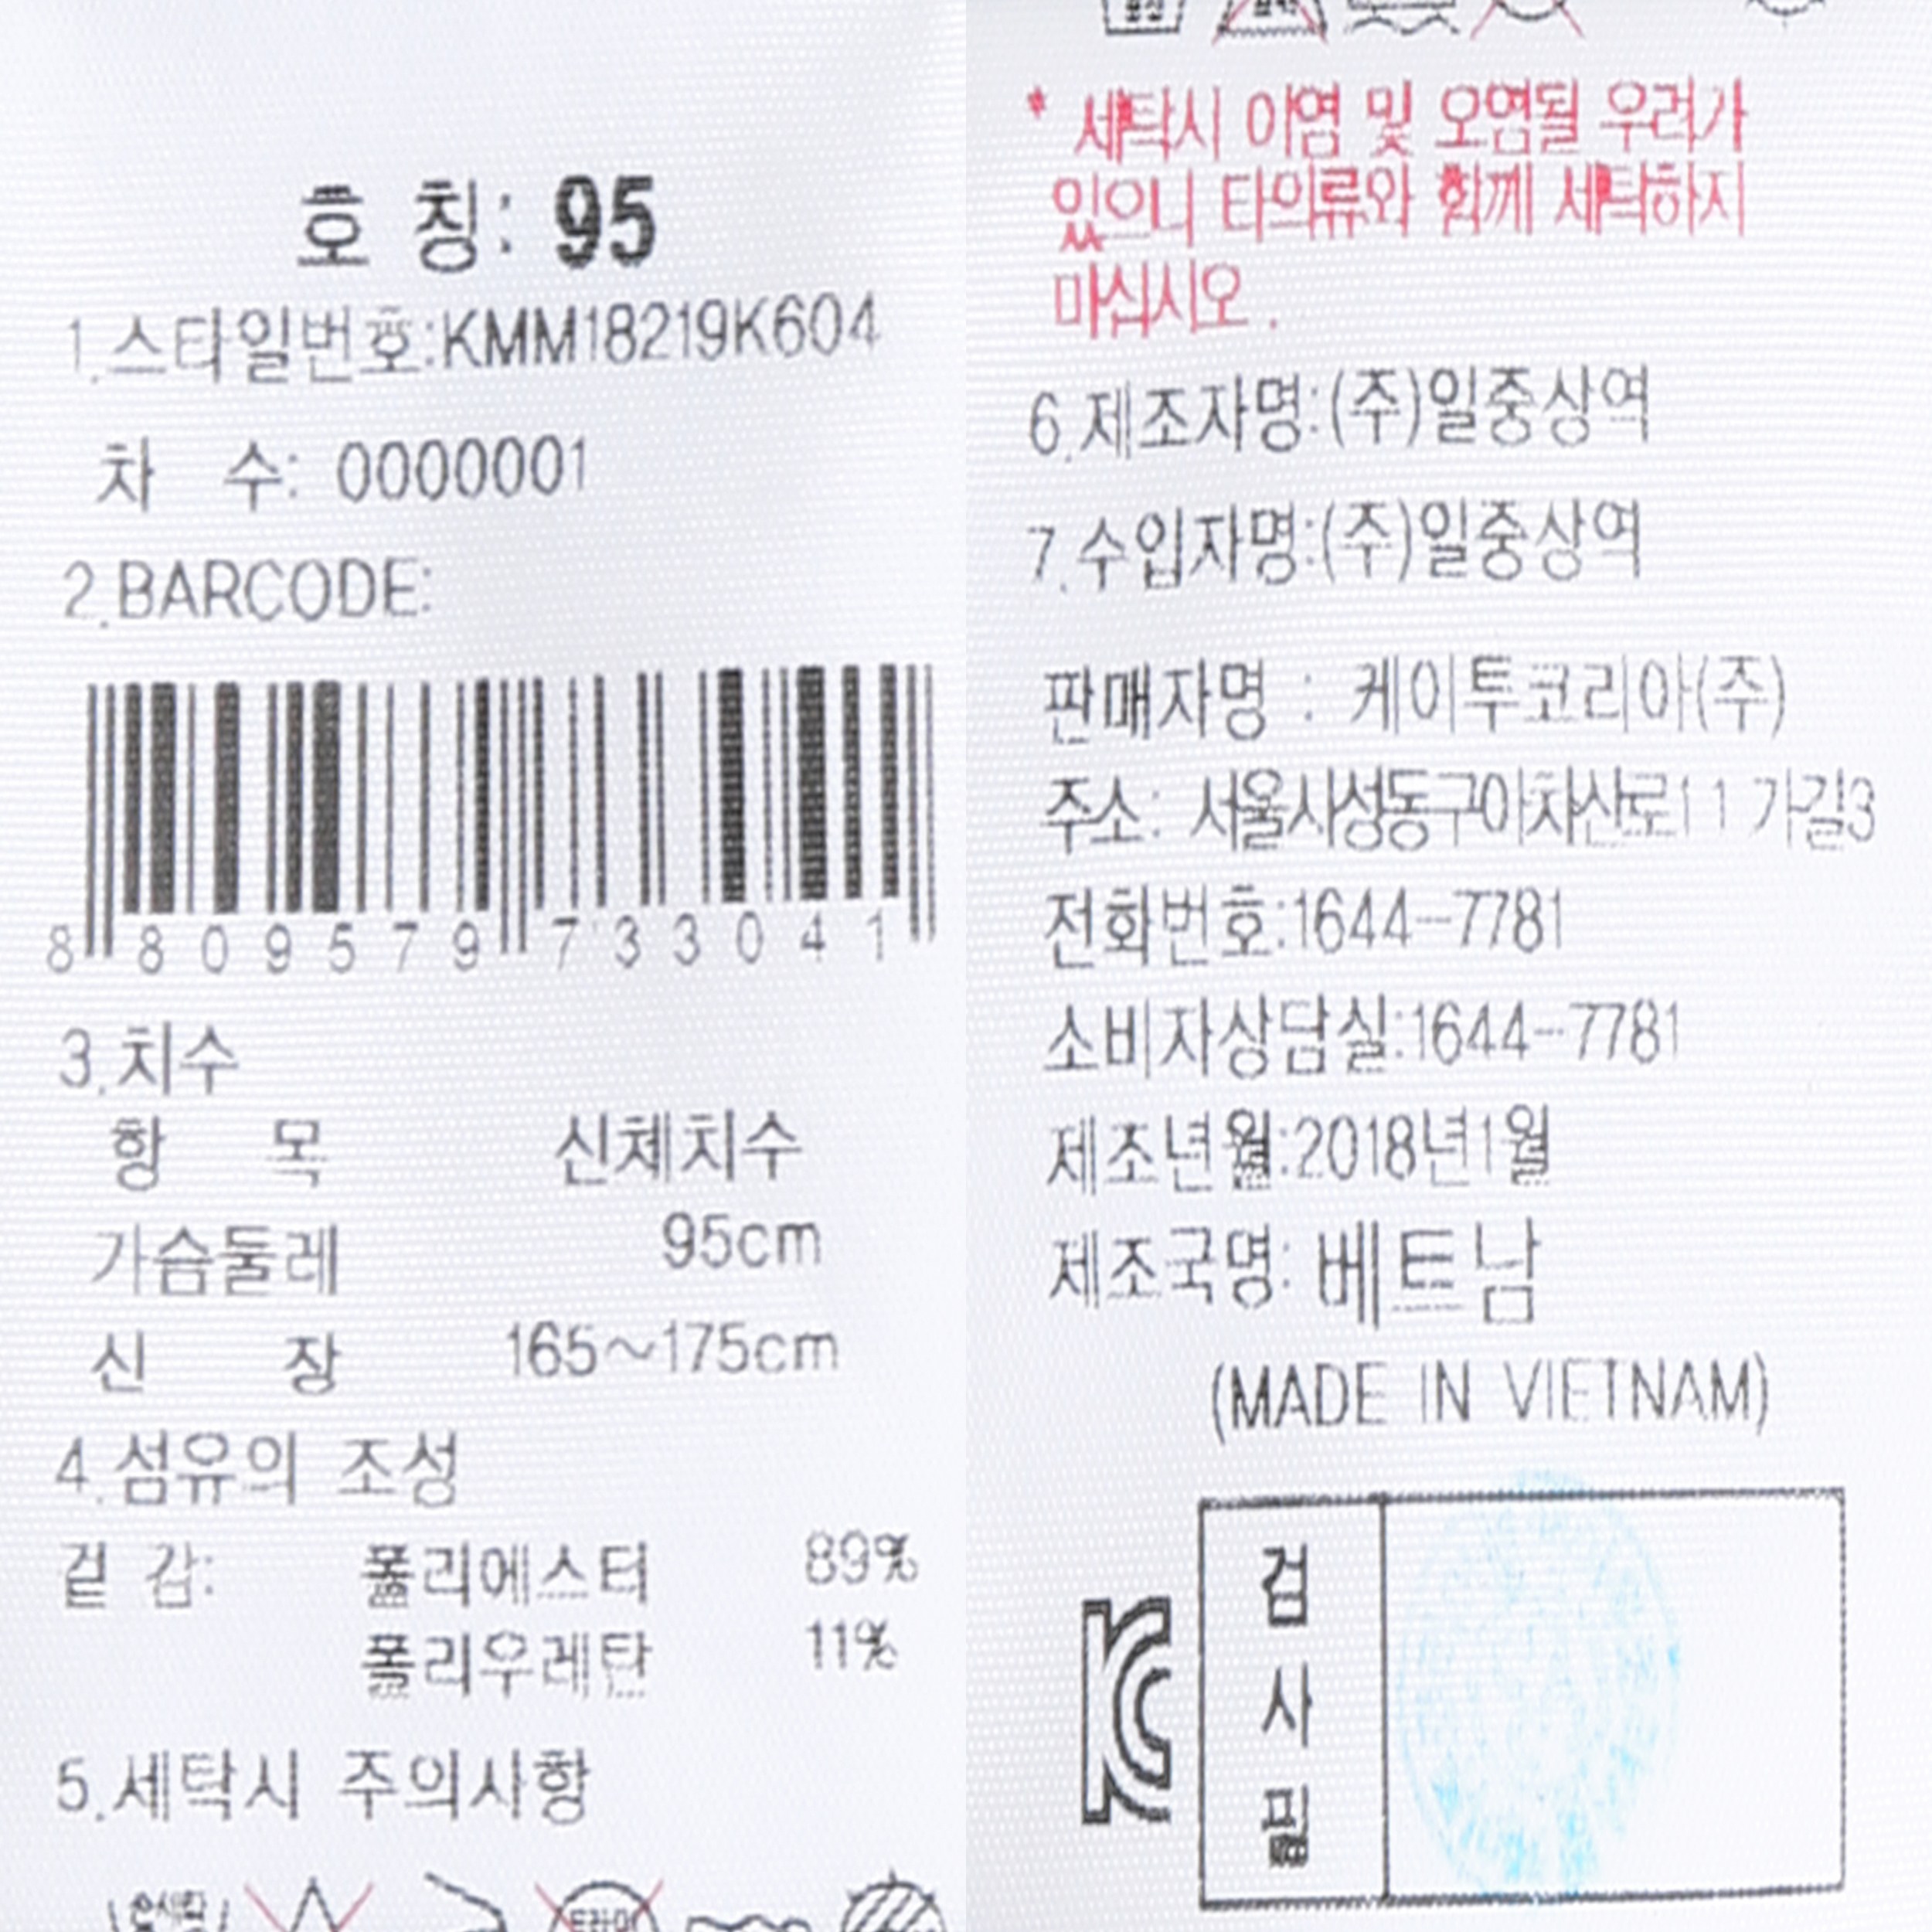 호 칭: 95
1.스타일번호:KMM18219K604
차 수: 0000001
2.BARCODE:
8 809579 733041
3.치수
항 목 신체치수
가슴둘레 95cm
신 장 165~175cm
4.섬유의 조성
겉 감: 폴리에스터 89%
폴리우레탄 11%
5.세탁시 주의사항
* 세탁시 이염 및 오염될 우려가
있으니 타의류와 함께 세탁하지
마십시오.
6.제조자명:(주)일중상역
7.수입자명:(주)일중상역
판매자명 : 케이투코리아(주)
주소: 서울시성동구아차산로11 가길3
전화번호:1644-7781
소비자상담실:1644-7781
제조년월:2018년1월
제조국명: 베트남
(MADE IN VIETNAM)
검
사
필